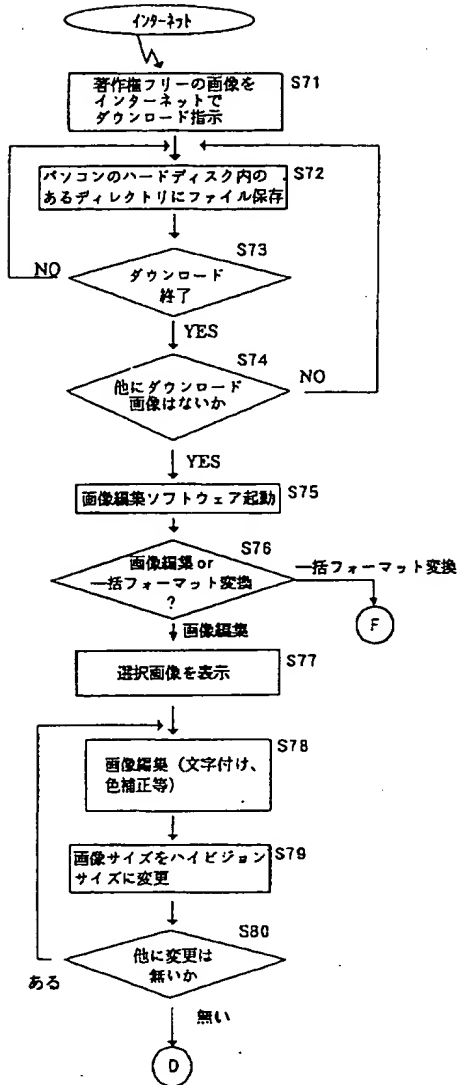 インターネット
著作権フリーの画像を
インターネットで
ダウンロード指示
S71
パソコンのハードディスク内の
あるディレクトリにファイル保存
S72
S73
ダウンロード
終了
NO
YES
S74
他にダウンロード
画像はないか
NO
YES
画像編集ソフトウェア起動
S75
S76
画像編集or
一括フォーマット変換
?
一括フォーマット変換
F
画像編集
選択画像を表示
S77
画像編集(文字付け、
色補正等)
S78
画像サイズをハイビジョン
サイズに変更
S79
S80
他に変更は
無いか
ある
無い
D